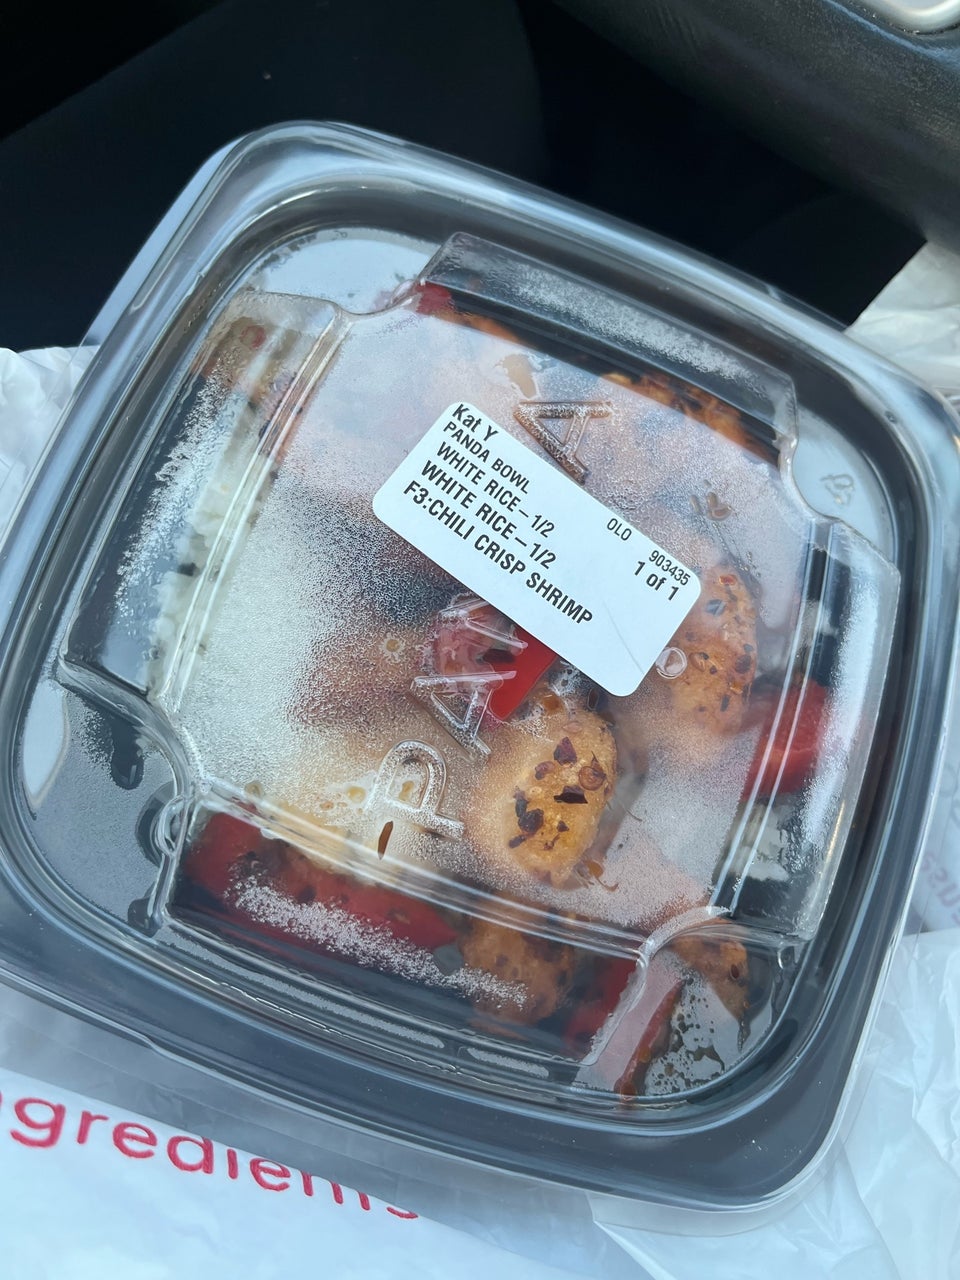 Kat Y
PANDA BOWL
OLO 903435
WHITE RICE – 1/2
1 of 1
WHITE RICE – 1/2
F3:CHILI CRISP SHRIMP
PANDA
gredients